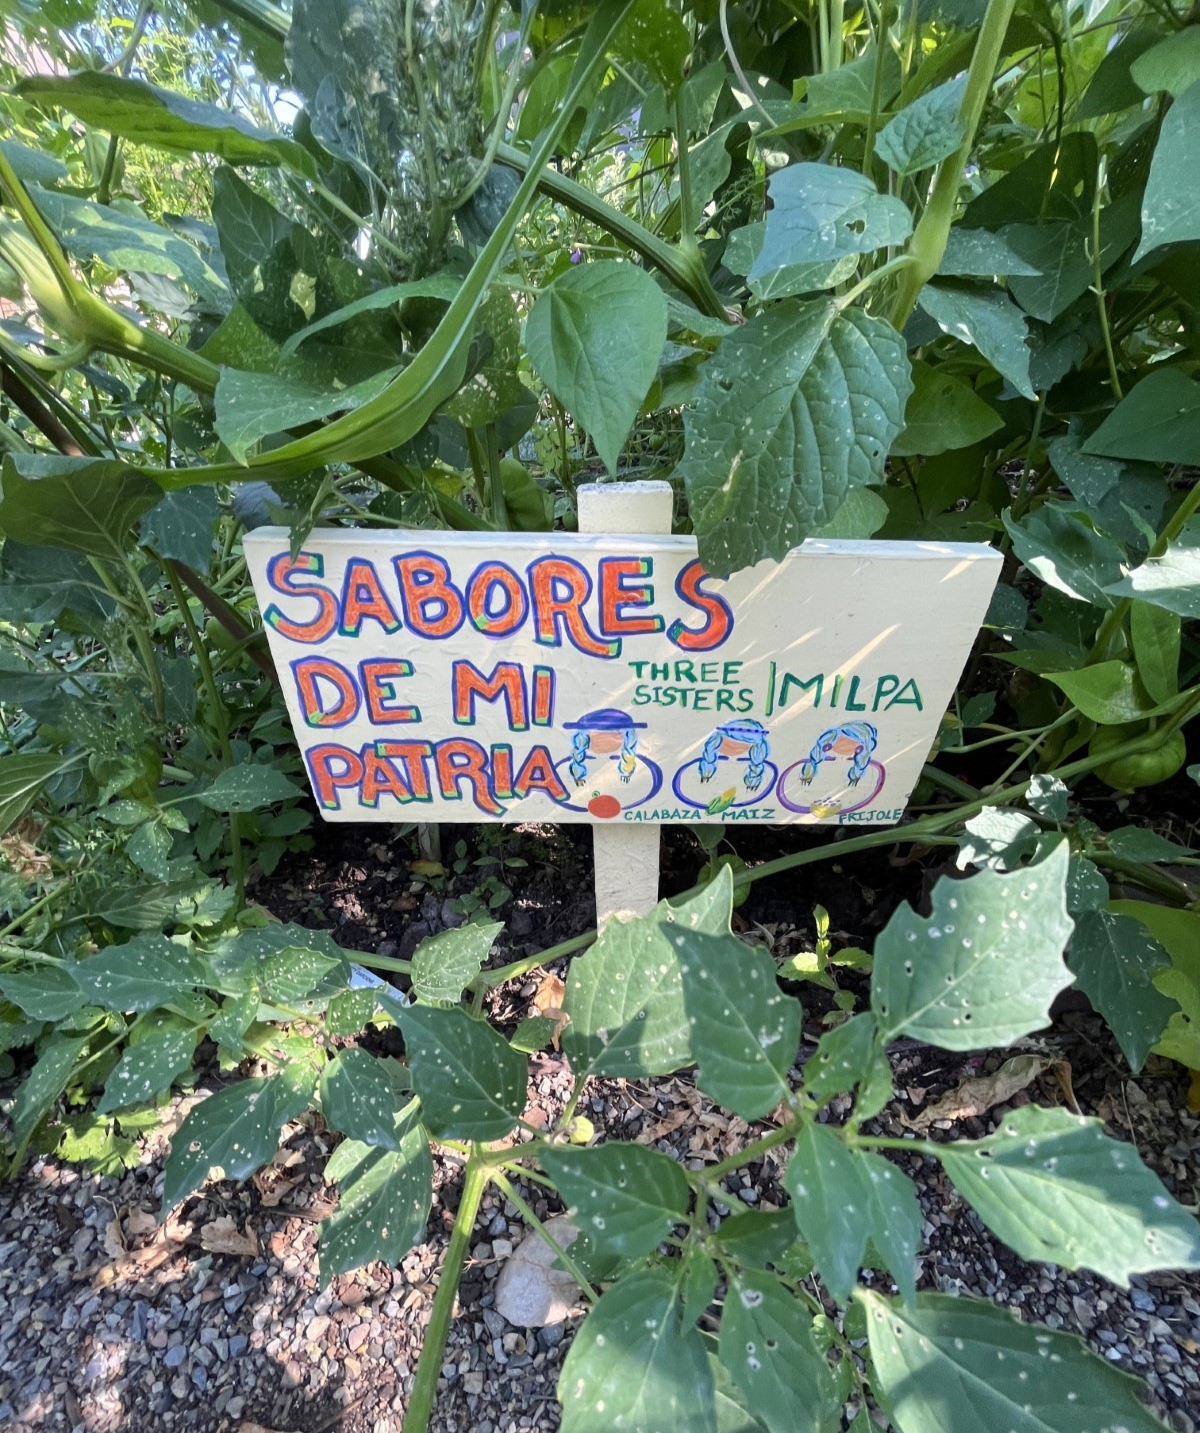 SABORES
DE MI
PATRIA
THREE
SISTERS | MILPA
CALABAZA MAIZ FRIJOLE